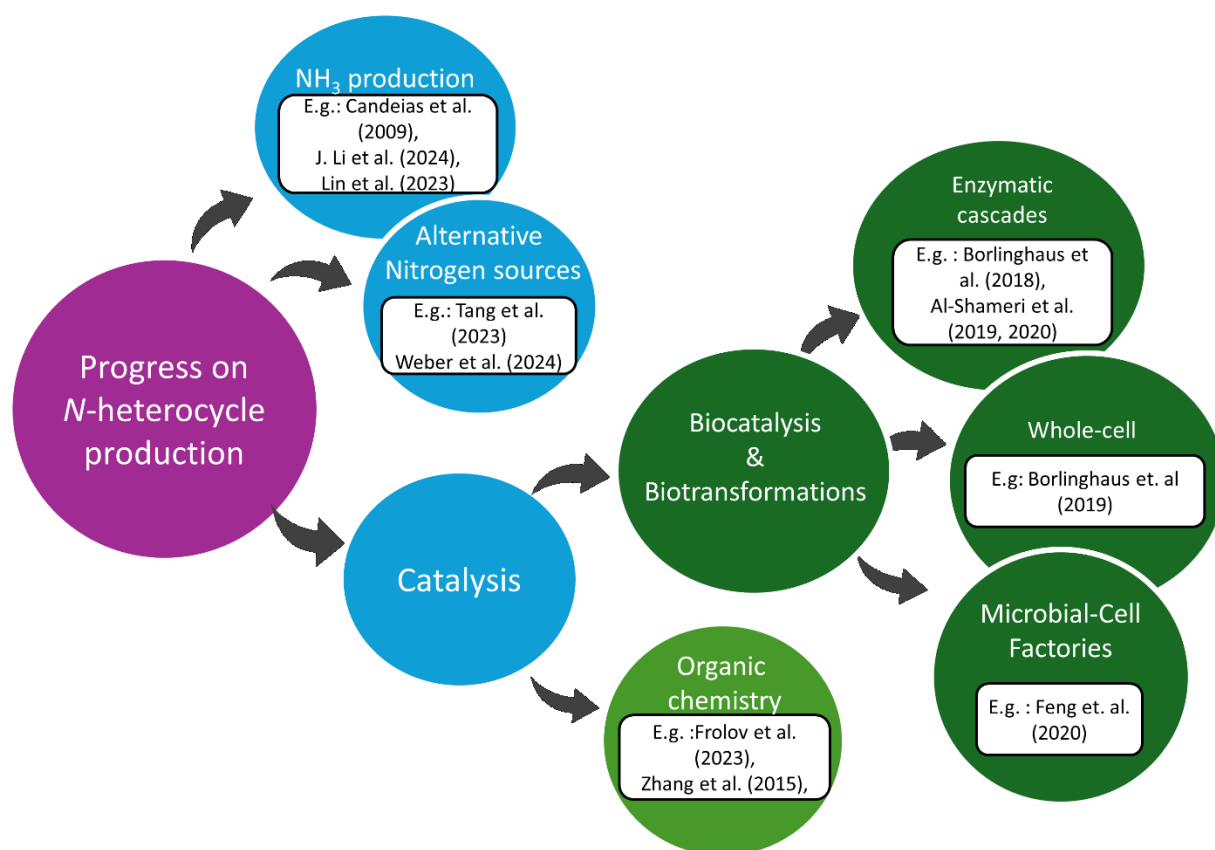 NH₃ production
E.g.: Candeias et al.
(2009),
J. Li et al. (2024),
Lin et al. (2023)
Alternative
Nitrogen sources
E.g.: Tang et al.
(2023)
Weber et al. (2024)
Progress on
N-heterocycle
production
Catalysis
Organic
chemistry
E.g. :Frolov et al.
(2023),
Zhang et al. (2015),
Biocatalysis
&
Biotransformations
Enzymatic
cascades
E.g. : Borlinghaus et
al. (2018),
Al-Shameri et al.
(2019, 2020)
Whole-cell
E.g: Borlinghaus et. al
(2019)
Microbial-Cell
Factories
E.g. : Feng et. al.
(2020)